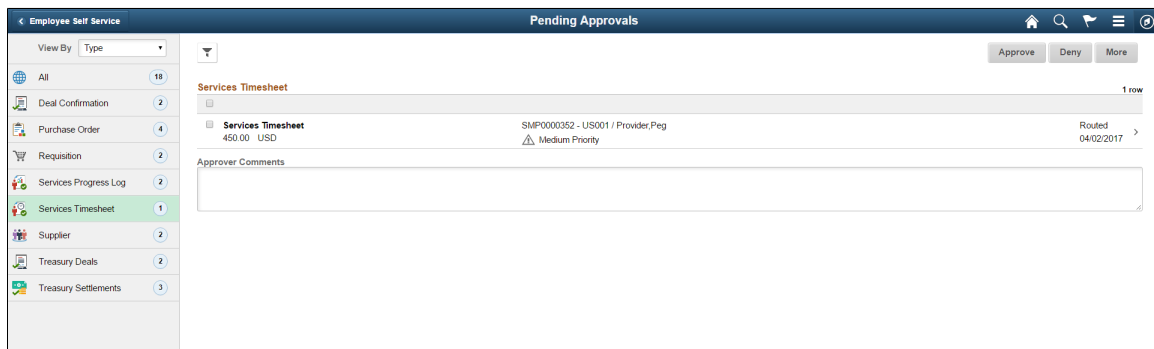 Employee Self Service
Pending Approvals
View By Type
All 18
Deal Confirmation 2
Purchase Order 4
Requisition 2
Services Progress Log 2
Services Timesheet 1
Supplier 2
Treasury Deals 2
Treasury Settlements 3
Approve Deny More
Services Timesheet
1 row
Services Timesheet SMP0000352 - US001 / Provider,Peg Routed
450.00 USD Medium Priority 04/02/2017
Approver Comments